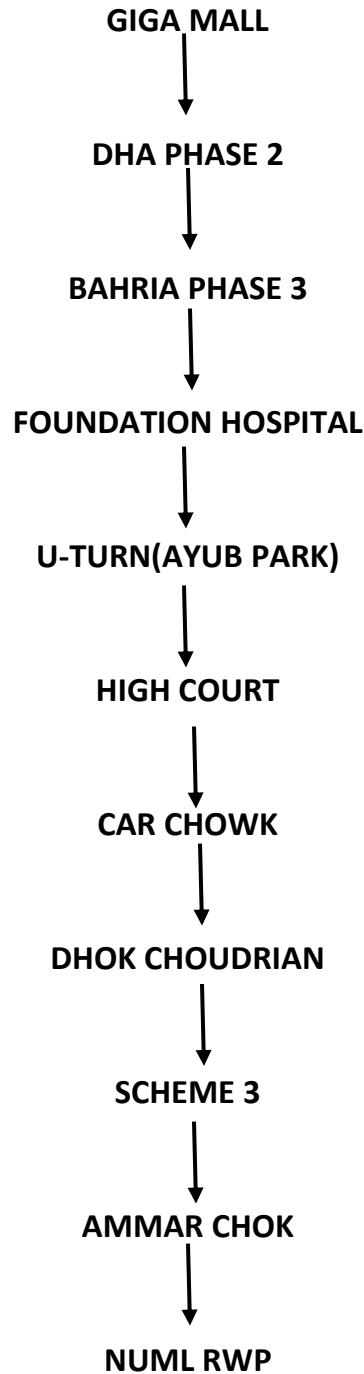 GIGA MALL
DHA PHASE 2
BAHRIA PHASE 3
FOUNDATION HOSPITAL
U-TURN(AYUB PARK)
HIGH COURT
CAR CHOWK
DHOK CHOUDRIAN
SCHEME 3
AMMAR CHOK
NUML RWP